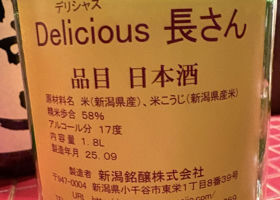 デリシャス
Delicious 長さん
品目 日本酒
原材料名 米(新潟県産)、米こうじ(新潟県産米)
精米歩合 58%
アルコール分 17度
内容量 1.8L
製造年月 25.09
製造者 新潟銘醸株式会社
〒947-0004 新潟県小千谷市東栄1丁目8番39号
URL http://www